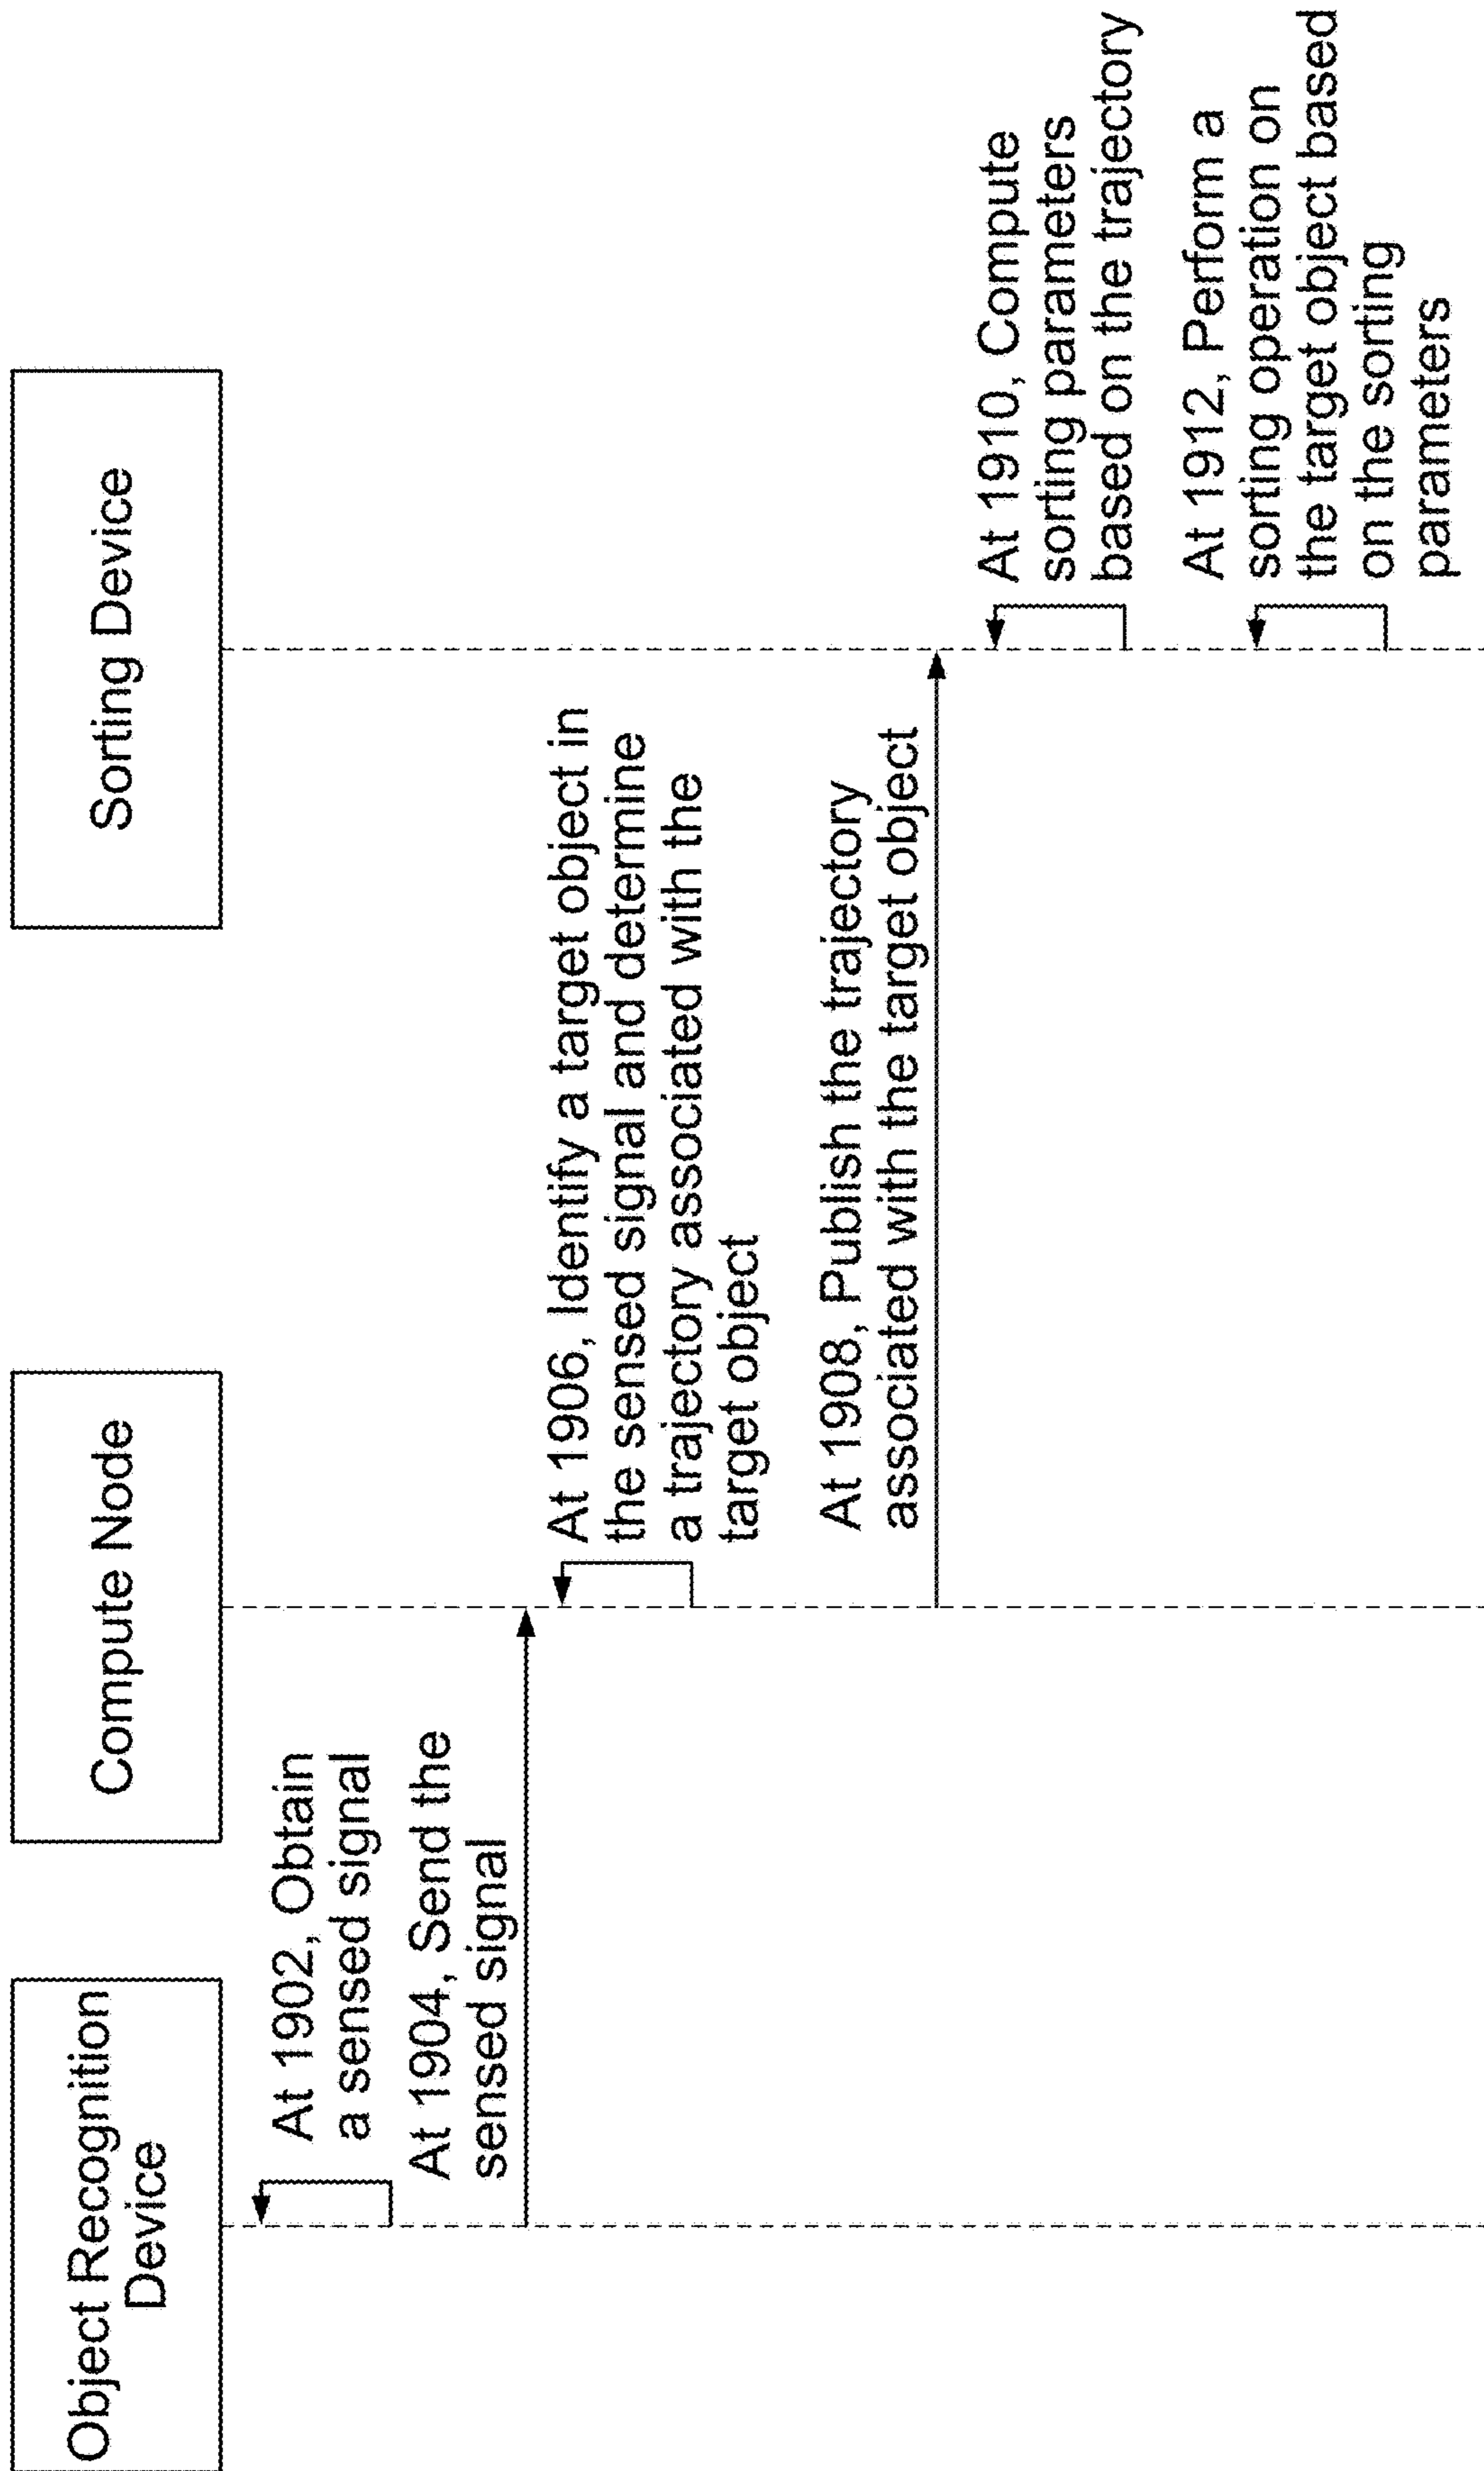 Object Recognition
Device
Compute Node
Sorting Device
At 1902, Obtain
a sensed signal
At 1904, Send the
sensed signal
At 1906, Identify a target object in
the sensed signal and determine
a trajectory associated with the
target object
At 1908, Publish the trajectory
associated with the target object
At 1910, Compute
sorting parameters
based on the trajectory
At 1912, Perform a
sorting operation on
the target object based
on the sorting
parameters